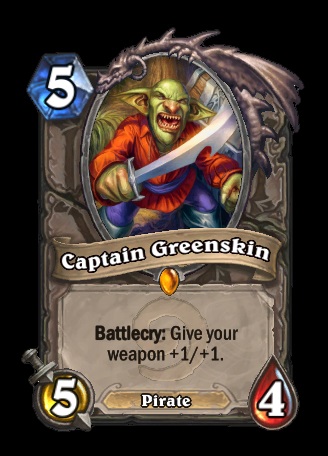 5
Captain Greenskin
Battlecry: Give your
weapon +1/+1.
5
Pirate
4